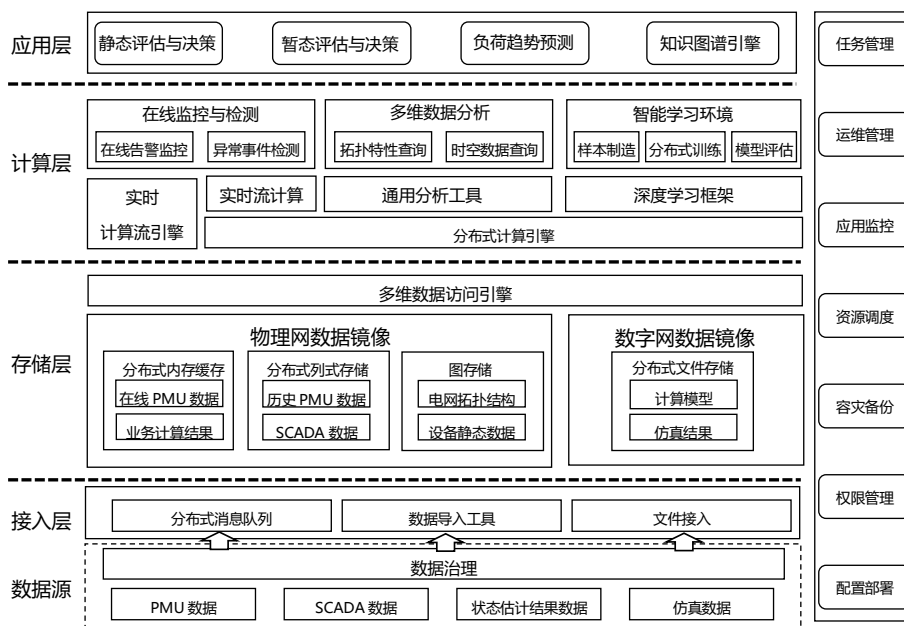 应用层
静态评估与决策
暂态评估与决策
负荷趋势预测
知识图谱引擎
计算层
在线监控与检测
在线告警监控
异常事件检测
多维数据分析
拓扑特性查询
时空数据查询
智能学习环境
样本制造
分布式训练
模型评估
实时
计算流引擎
实时流计算
通用分析工具
深度学习框架
分布式计算引擎
存储层
多维数据访问引擎
物理网数据镜像
分布式内存缓存
在线 PMU 数据
业务计算结果
分布式列式存储
历史 PMU 数据
SCADA 数据
图存储
电网拓扑结构
设备静态数据
数字网数据镜像
分布式文件存储
计算模型
仿真结果
接入层
分布式消息队列
数据导入工具
文件接入
数据源
数据治理
PMU 数据
SCADA 数据
状态估计结果数据
仿真数据
任务管理
运维管理
应用监控
资源调度
容灾备份
权限管理
配置部署